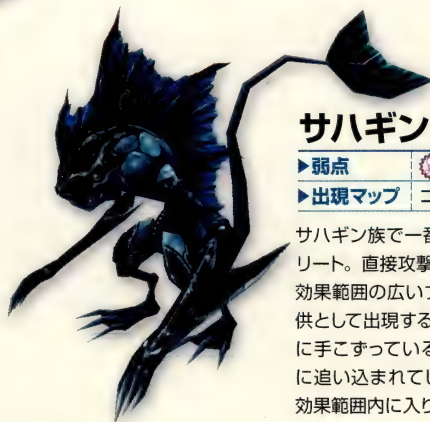 サハギン
▶弱点
▶出現マップ
サハギン族で一番
リート。直接攻撃
効果範囲の広い
供として出現する
に手こずっている
に追い込まれてし
効果範囲内に入り